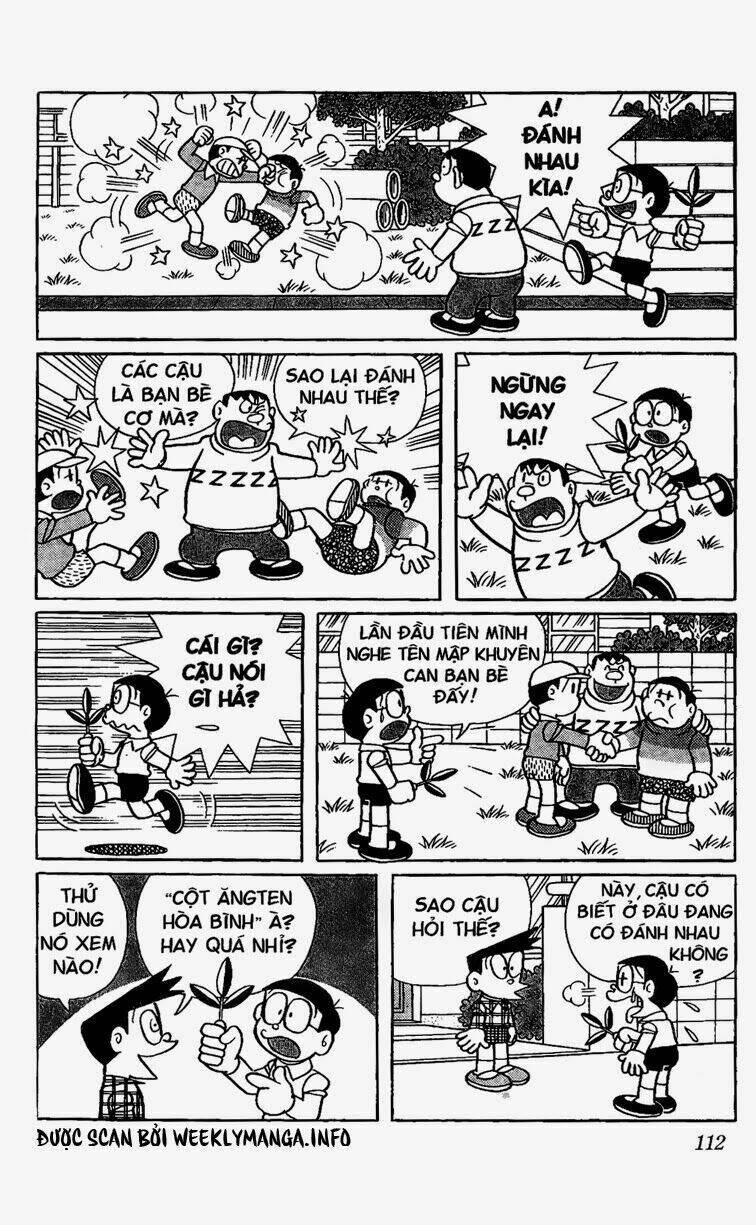 A!
ĐÁNH
NHAU
KÌA!
ZZZ
CÁC CẬU
LÀ BẠN BÈ
CƠ MÀ?
SAO LẠI ĐÁNH
NHAU THẾ?
ZZZZZ
NGỪNG
NGAY
LẠI!
ZZZZ
CÁI GÌ?
CẬU NÓI
GÌ HẢ?
LẦN ĐẦU TIÊN MÌNH
NGHE TÊN MẬP KHUYÊN
CAN BẠN BÈ
ĐẤY!
ZZZZ
THỬ
DÙNG
NÓ XEM
NÀO!
“CỘT ĂNGTEN
HÒA BÌNH” À?
HAY QUÁ NHỈ?
SAO CẬU
HỎI THẾ?
NÀY, CẬU CÓ
BIẾT Ở ĐÂU ĐANG
CÓ ĐÁNH NHAU
KHÔNG
?
ĐƯỢC SCAN BỞI WEEKLYMANGA.INFO
112